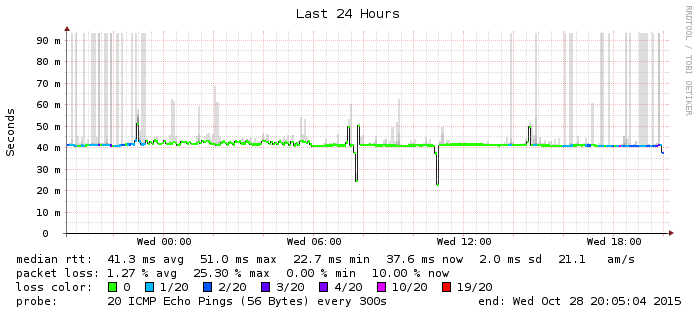 Last 24 Hours
RRDTOOL / TOBI OETIKER
Seconds
90 m
80 m
70 m
60 m
50 m
40 m
30 m
20 m
10 m
0
Wed 00:00 Wed 06:00 Wed 12:00 Wed 18:00
median rtt: 41.3 ms avg 51.0 ms max 22.7 ms min 37.6 ms now 2.0 ms sd 21.1 am/s
packet loss: 1.27 % avg 25.30 % max 0.00 % min 10.00 % now
loss color: 0 1/20 2/20 3/20 4/20 10/20 19/20
probe: 20 ICMP Echo Pings (56 Bytes) every 300s end: Wed Oct 28 20:05:04 2015